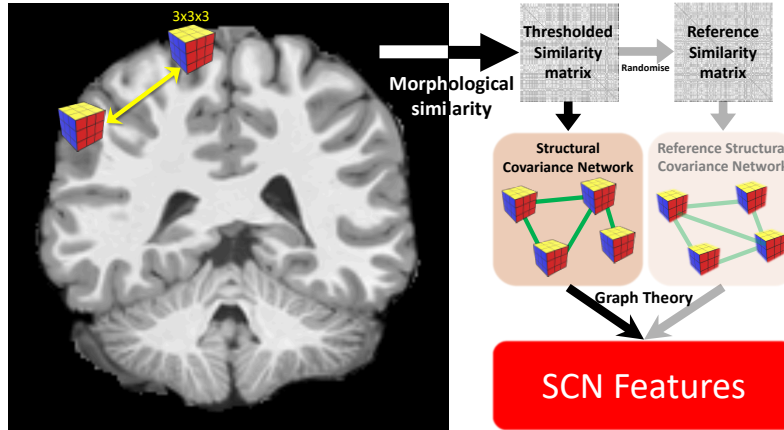 3x3x3
Morphological
similarity
Thresholded
Similarity
matrix
Randomise
Reference
Similarity
matrix
Structural
Covariance Network
Reference Structural
Covariance Network
Graph Theory
SCN Features